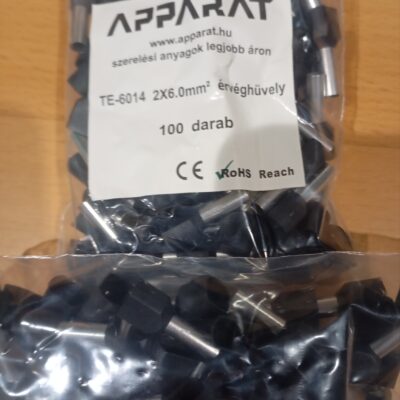 APPARAT
www.apparat.hu
szerelési anyagok legjobb áron
TE-6014 2X6.0mm² érvéghüvely
100 darab
CE ✓RoHS Reach